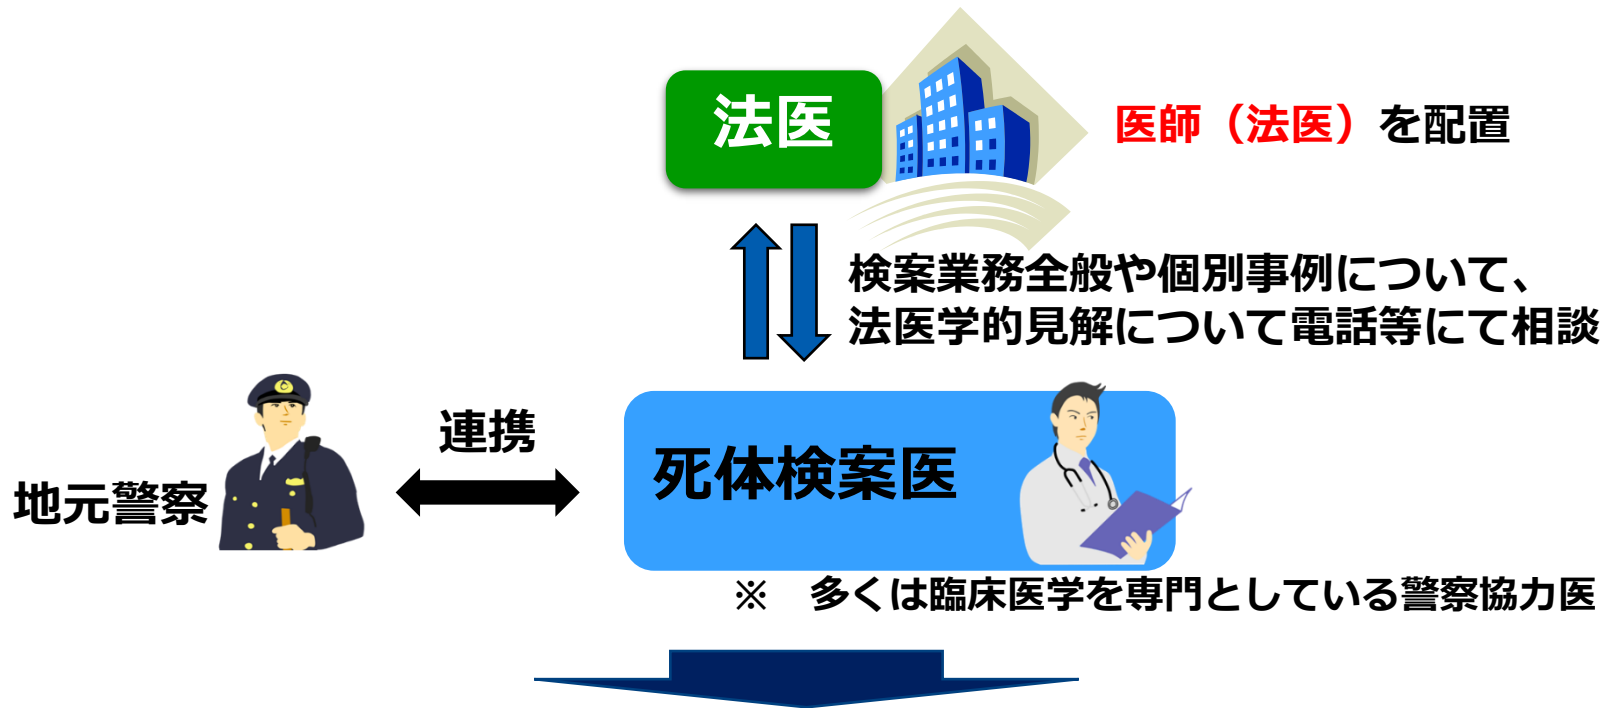 法医
医師（法医）を配置
検案業務全般や個別事例について、
法医学的見解について電話等にて相談
連携
地元警察
死体検案医
※　多くは臨床医学を専門としている警察協力医